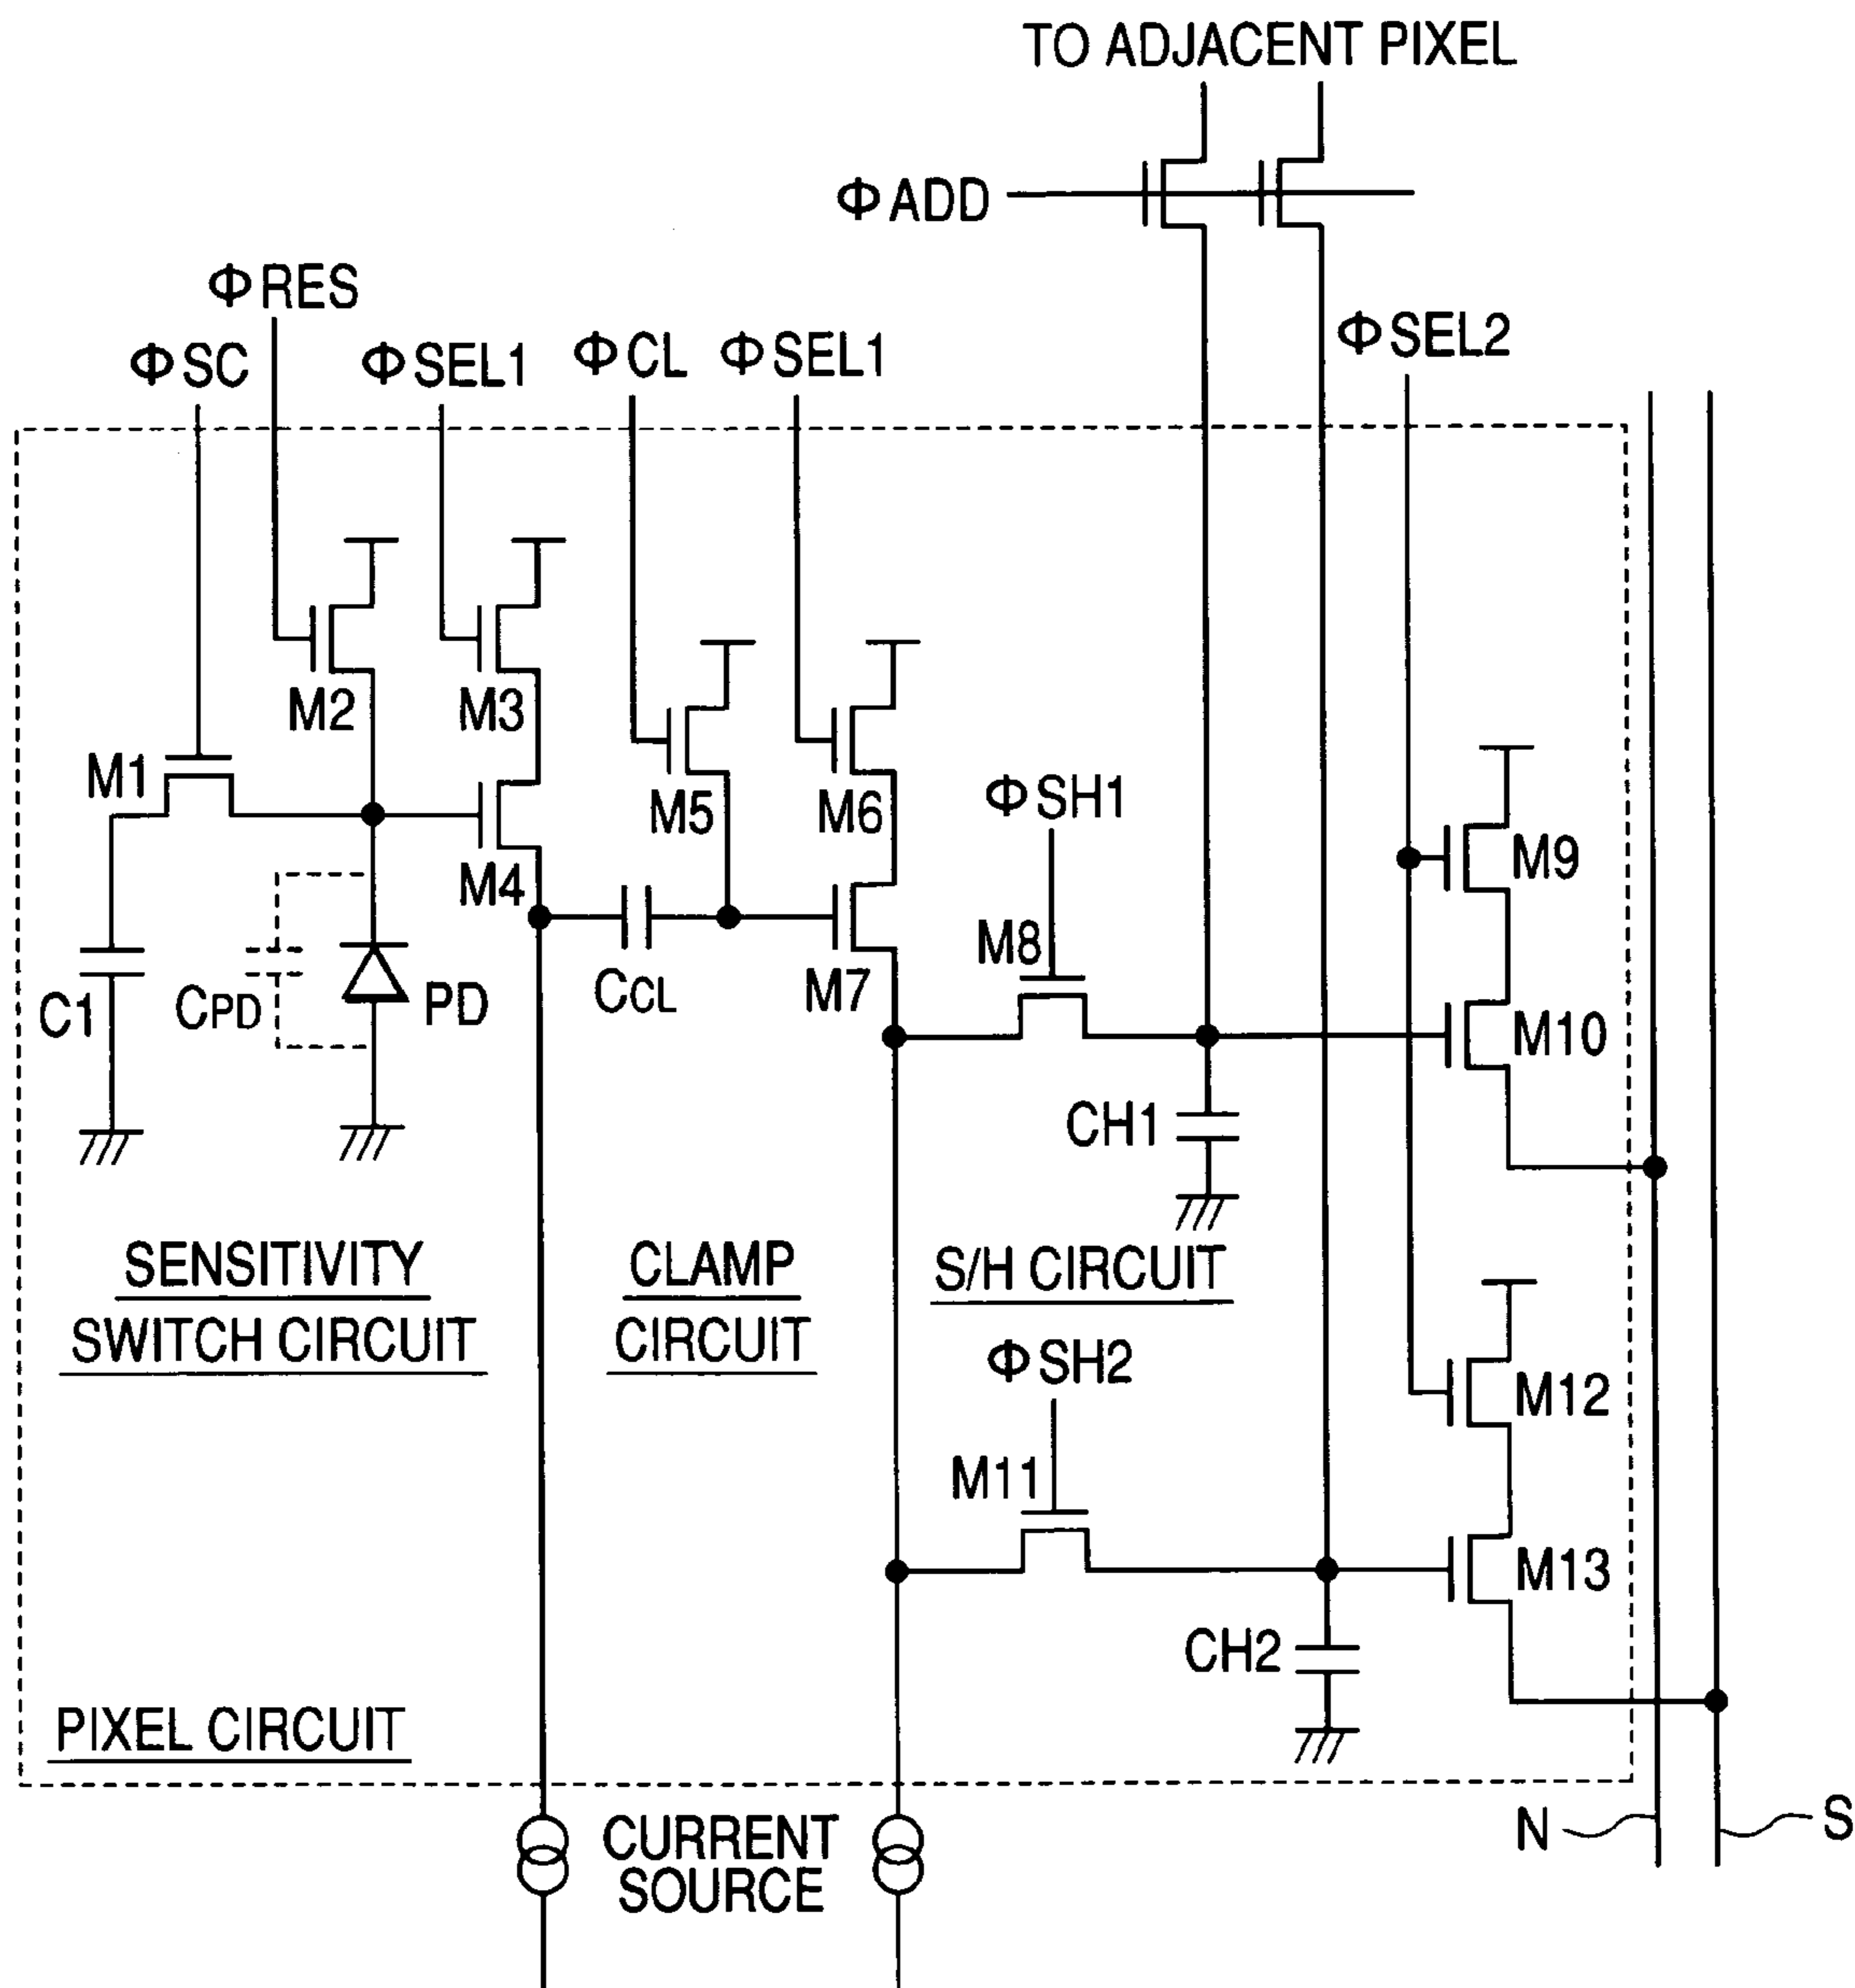 TO ADJACENT PIXEL
ΦADD
ΦRES
ΦSC
ΦSEL1
ΦCL
ΦSEL1
ΦSEL2
M2
M3
M1
M5
M6
ΦSH1
M9
M4
M8
C1
CPD
PD
CCL
M7
M10
CH1
SENSITIVITY
SWITCH CIRCUIT
CLAMP
CIRCUIT
S/H CIRCUIT
ΦSH2
M12
M11
M13
CH2
PIXEL CIRCUIT
CURRENT
SOURCE
N
S